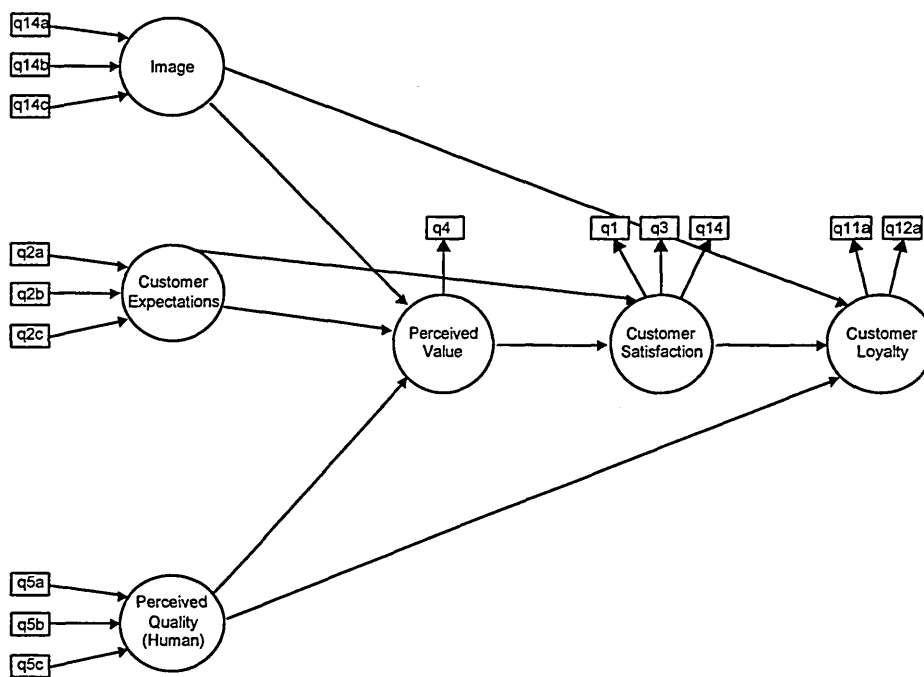 q14a
q14b
q14c
Image
q2a
q2b
q2c
Customer
Expectations
q4
Perceived
Value
q1
q3
q14
Customer
Satisfaction
q11a
q12a
Customer
Loyalty
q5a
q5b
q5c
Perceived
Quality
(Human)